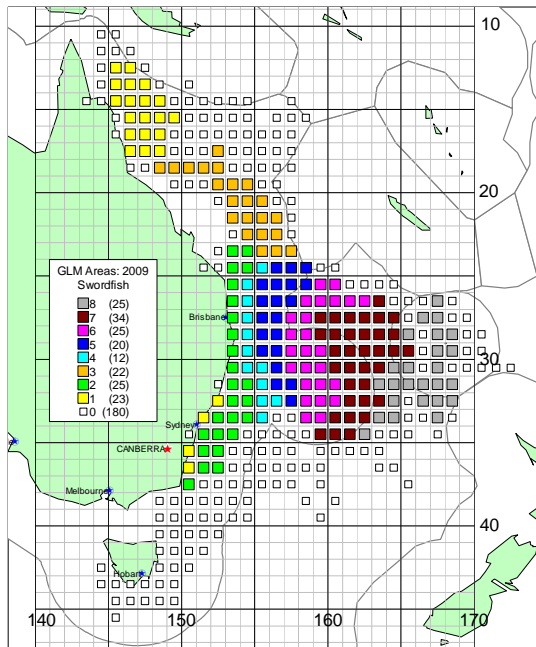 10
20
GLM Areas: 2009
Swordfish
8 (25)
7 (34)
6 (25)
5 (20)
4 (12)
3 (22)
2 (25)
1 (23)
0 (180)
Brisbane
30
Sydney
CANBERRA
e
Melbourne
40
Hobart
140
150
160
170